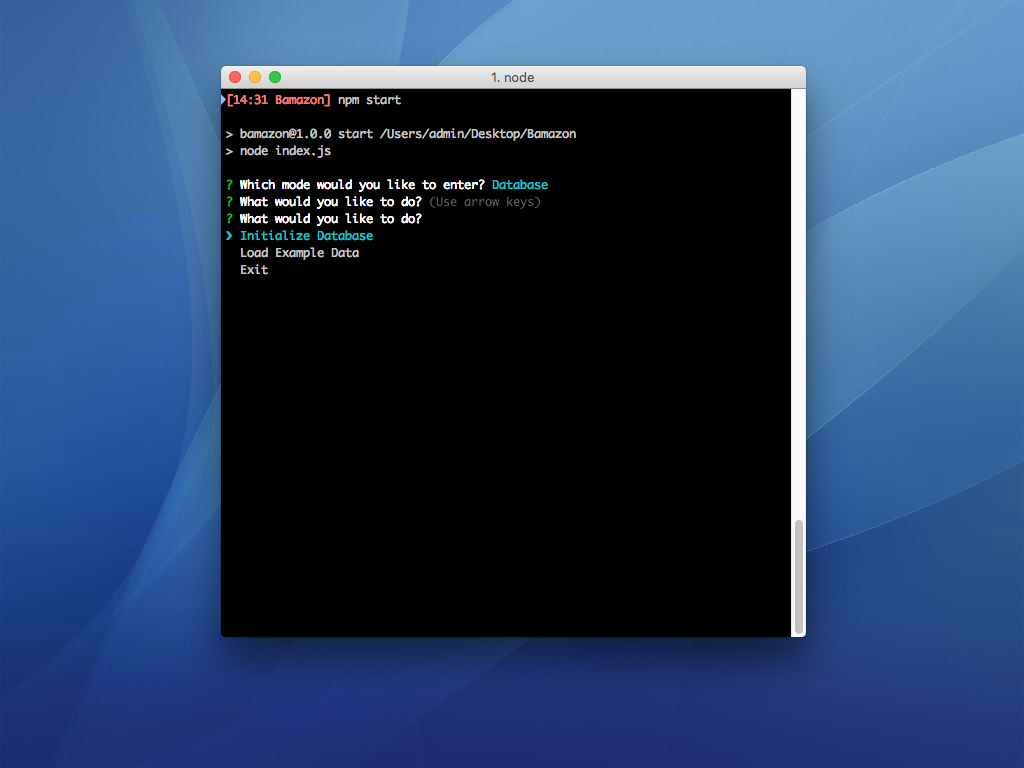 1. node
[14:31 Bamazon] npm start
> bamazon@1.0.0 start /Users/admin/Desktop/Bamazon
> node index.js
? Which mode would you like to enter? Database
? What would you like to do? (Use arrow keys)
? What would you like to do?
❯ Initialize Database
Load Example Data
Exit